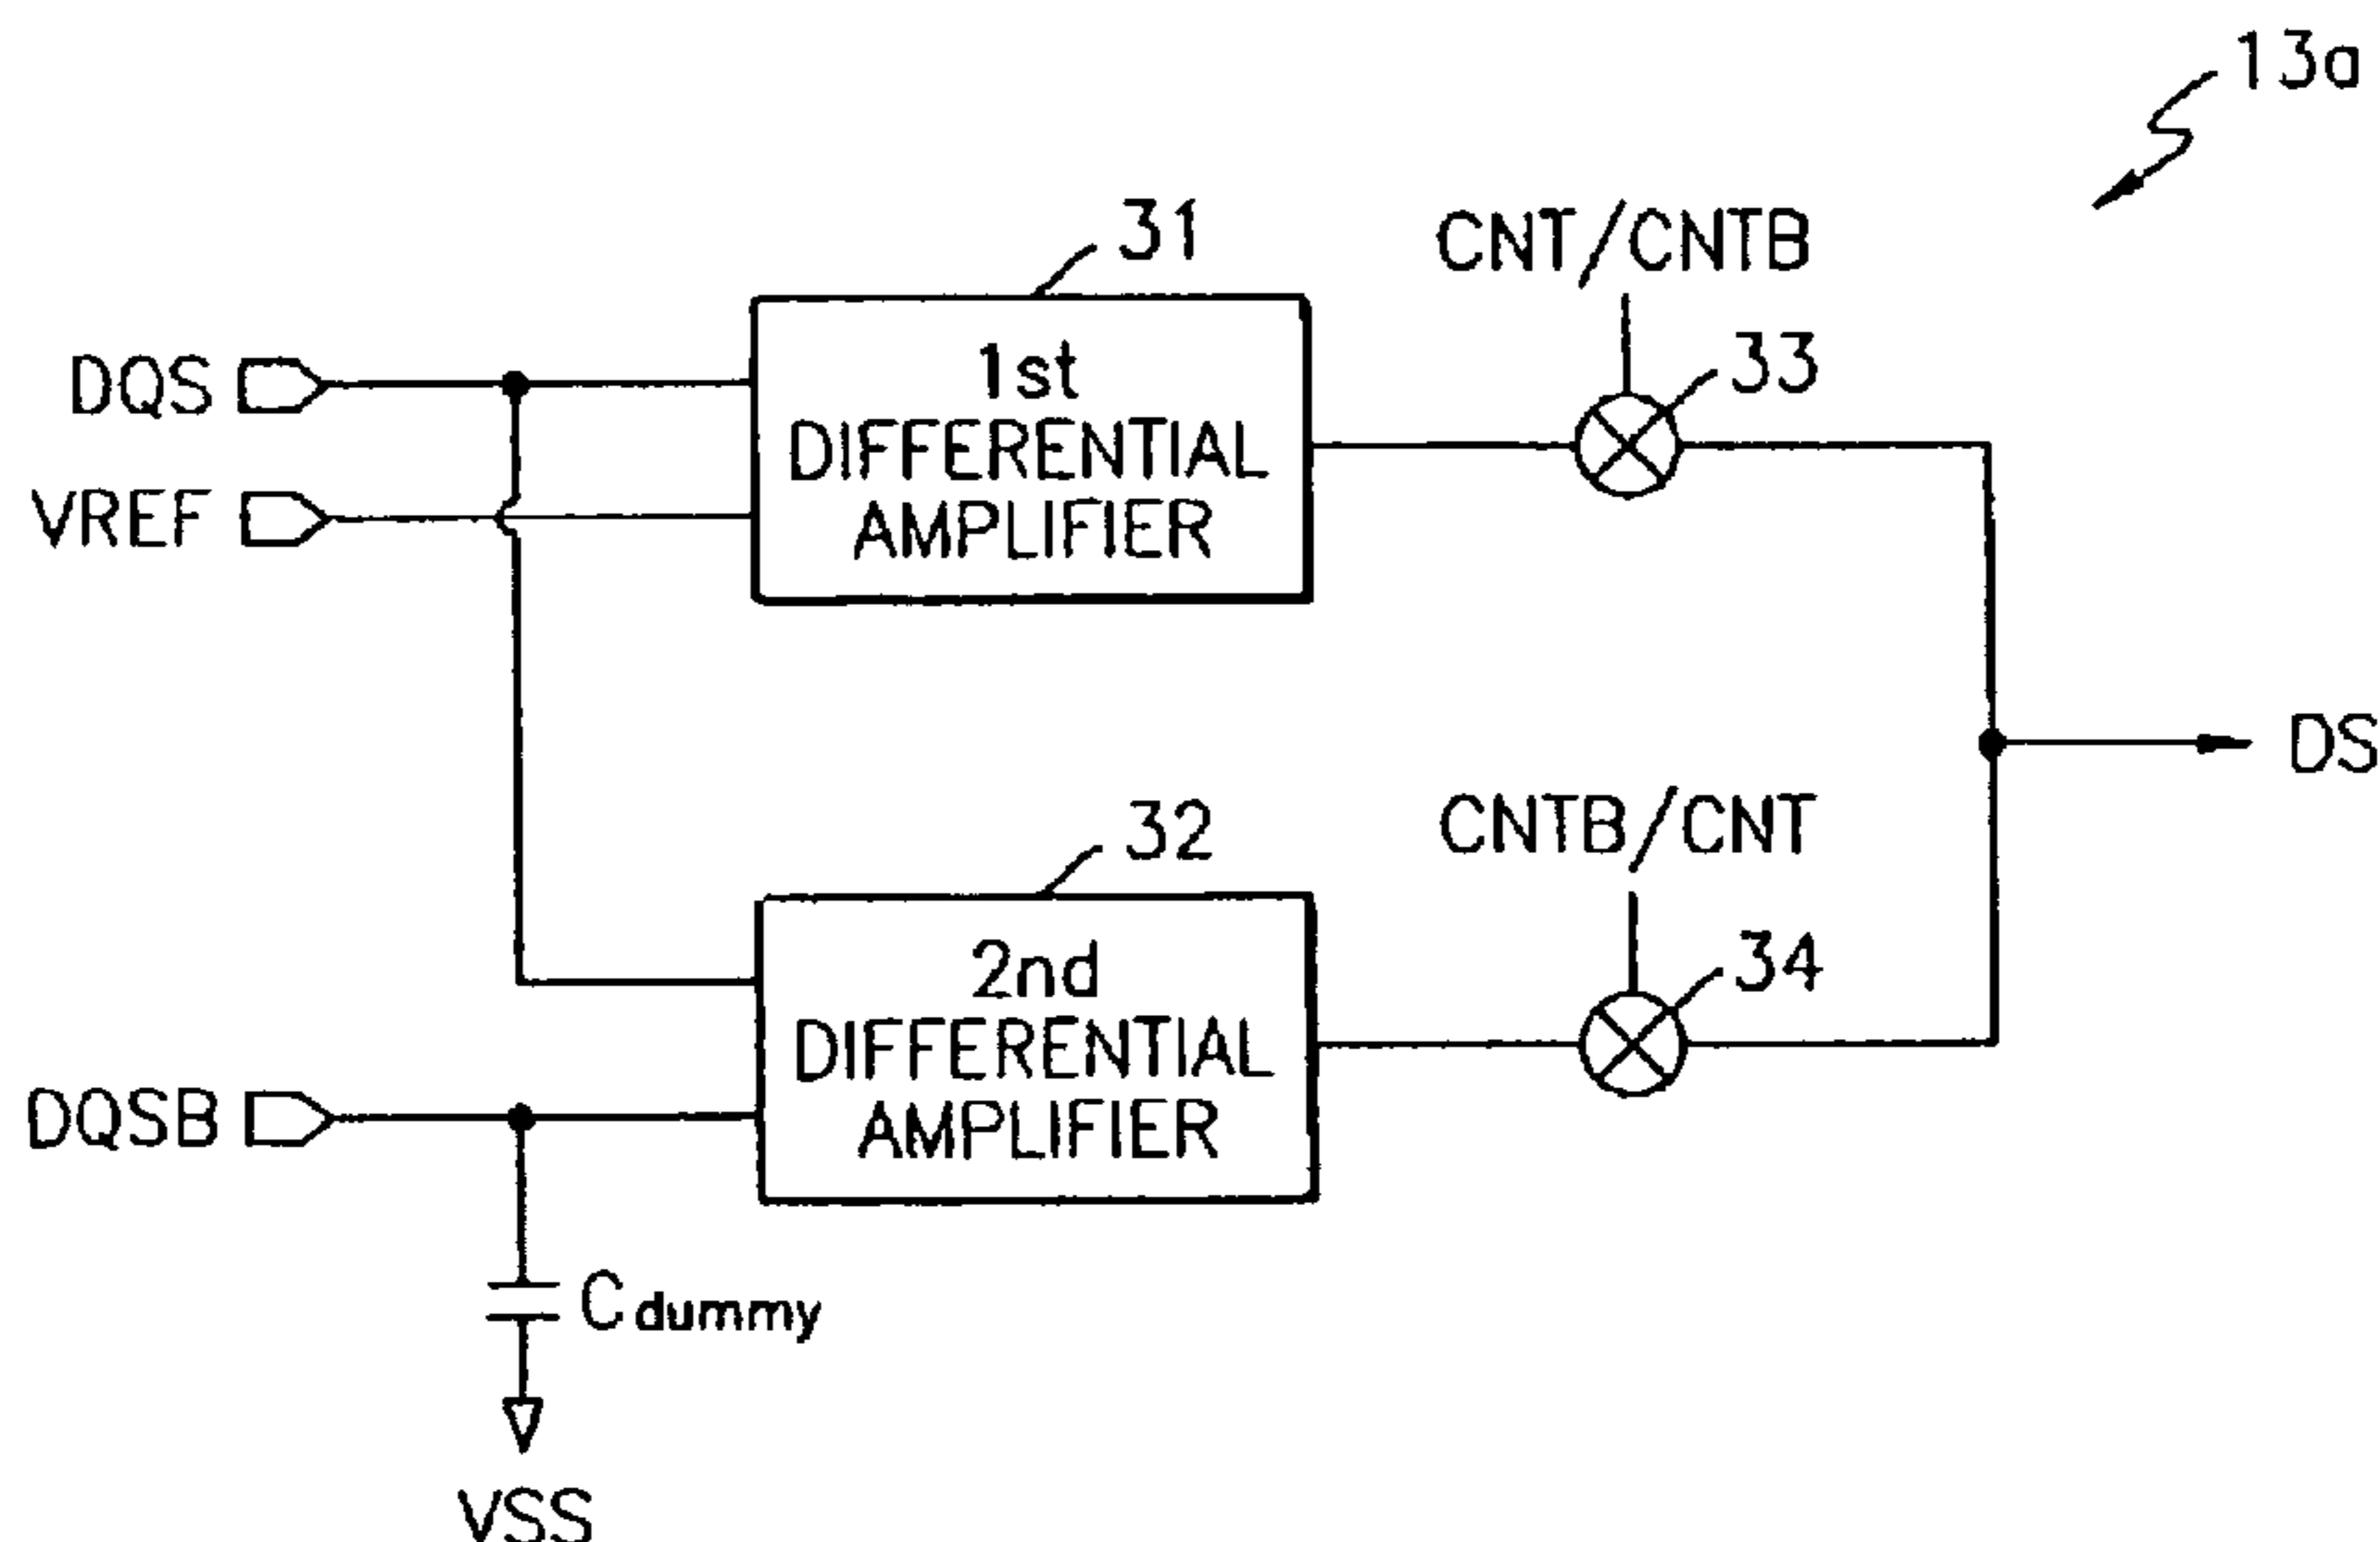 13a
31
CNT/CNTB
33
DQS
1st
DIFFERENTIAL
AMPLIFIER
VREF
DS
32
CNTB/CNT
34
2nd
DIFFERENTIAL
AMPLIFIER
DQSB
Cdummy
VSS